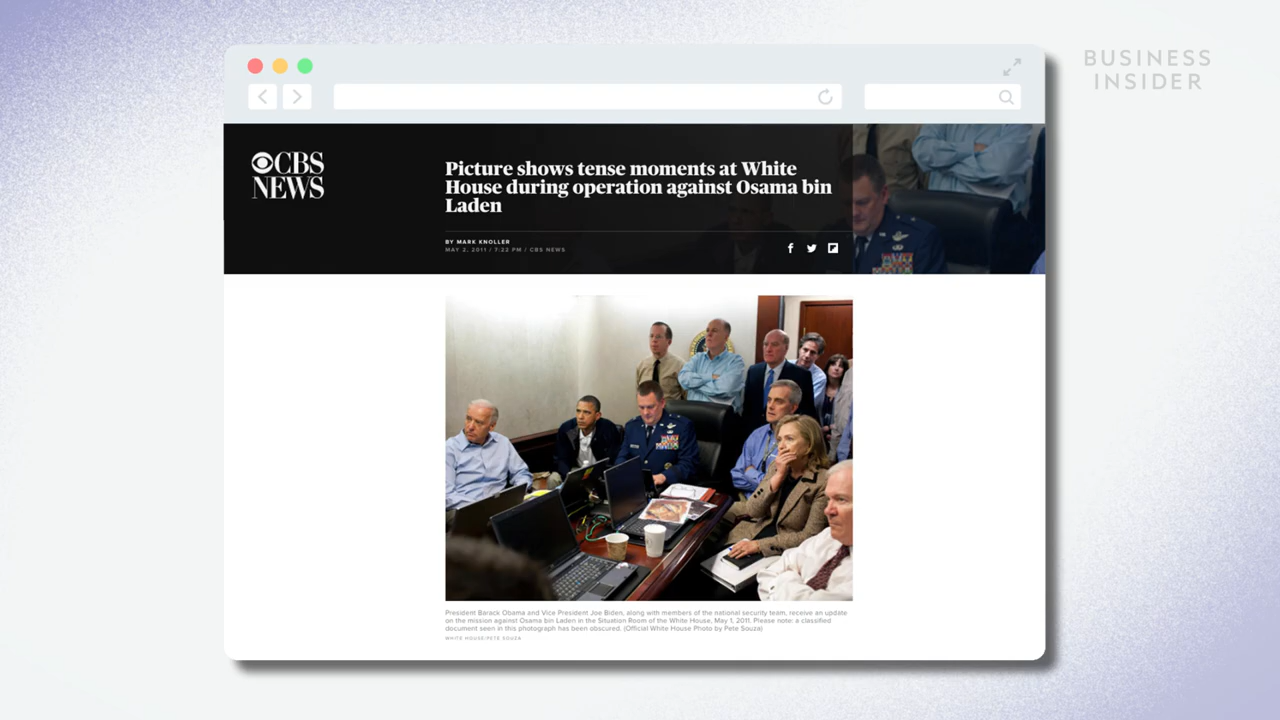 BUSINESS
INSIDER
CBS
NEWS
Picture shows tense moments at White
House during operation against Osama bin
Laden
BY MARK KNOLLER
MAY 2, 2011 / 7:22 PM / CBS NEWS
President Barack Obama and Vice President Joe Biden, along with members of the national security team, receive an update
on the mission against Osama bin Laden in the Situation Room of the White House, May 1, 2011. Please note: a classified
document seen in this photograph has been obscured. (Official White House Photo by Pete Souza)
WHITE HOUSE/PETE SOUZA